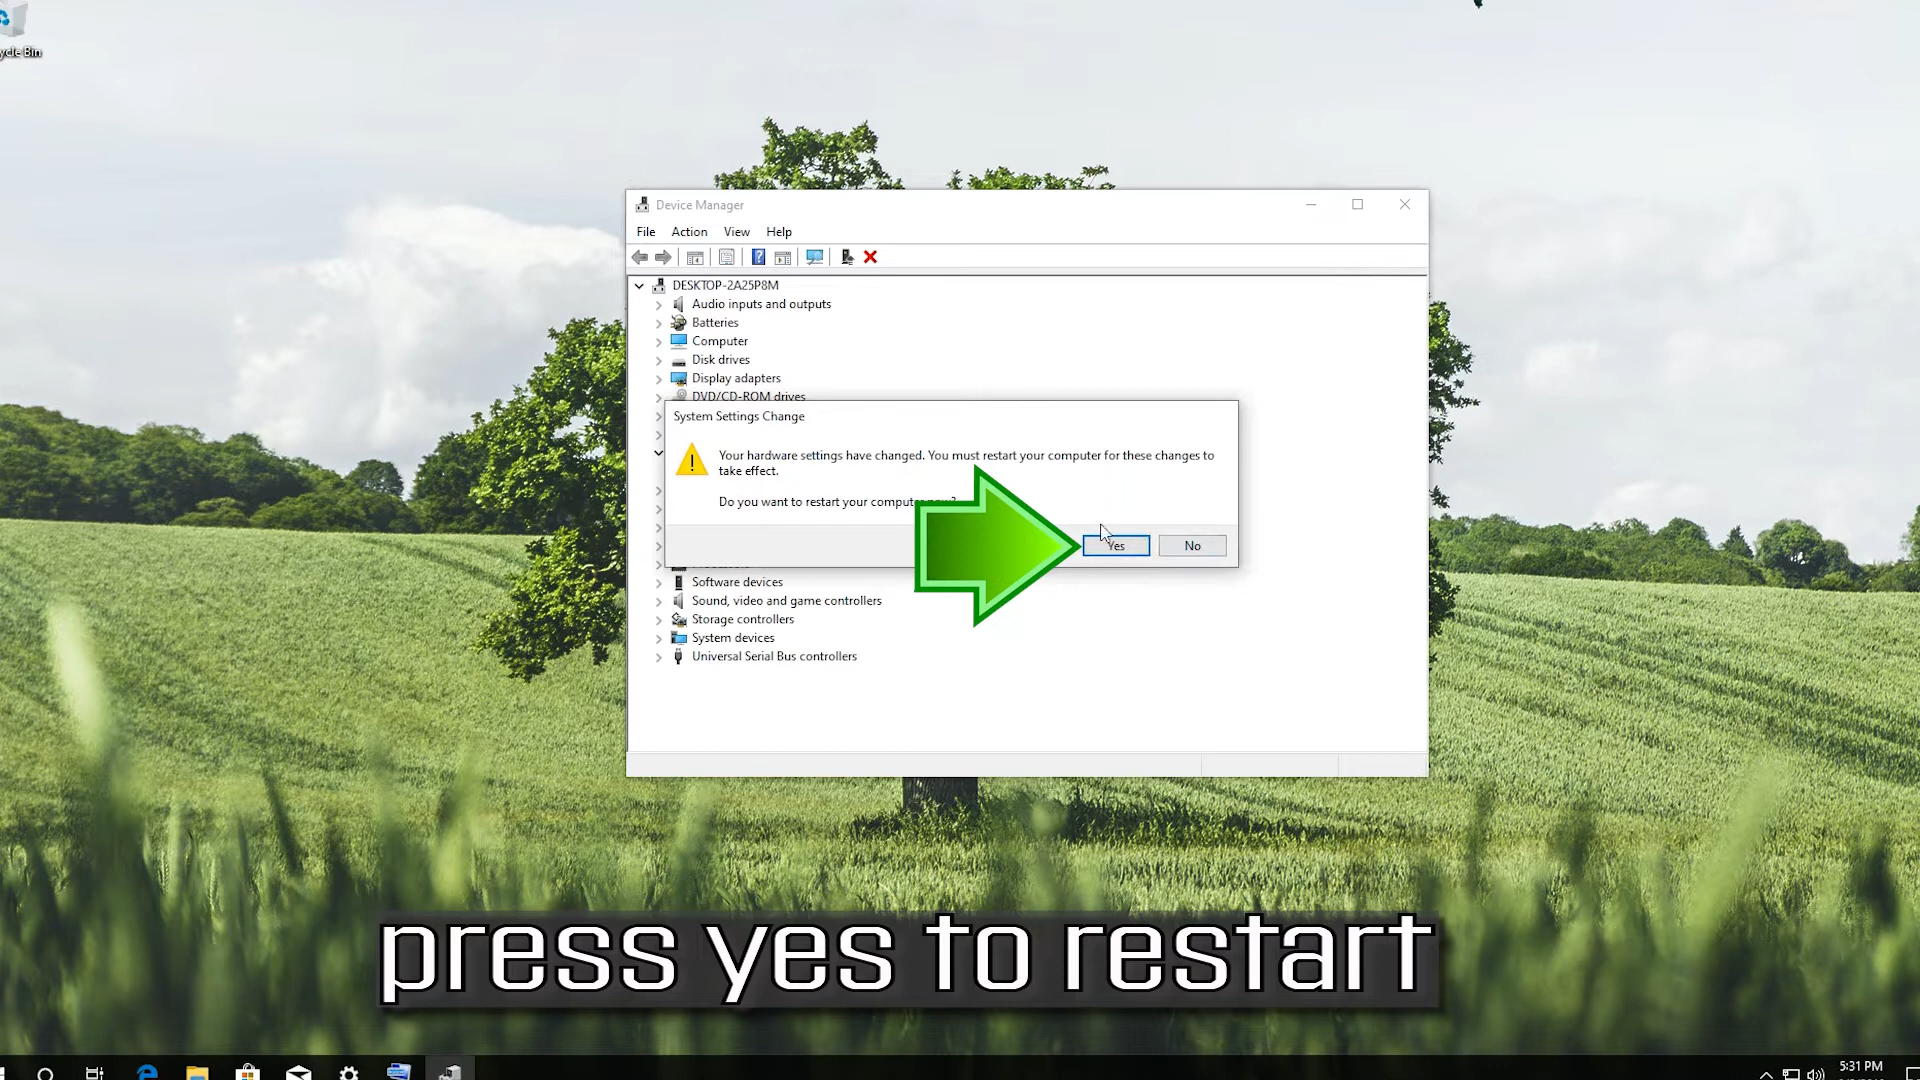 ycle Bin
Device Manager
File Action View Help
DESKTOP-2A25P8M
Audio inputs and outputs
Batteries
Computer
Disk drives
Display adapters
DVD/CD-ROM drives
System Settings Change
Your hardware settings have changed. You must restart your computer for these changes to
take effect.
Do you want to restart your computer now?
Yes No
Software devices
Sound, video and game controllers
Storage controllers
System devices
Universal Serial Bus controllers
press yes to restart
5:31 PM